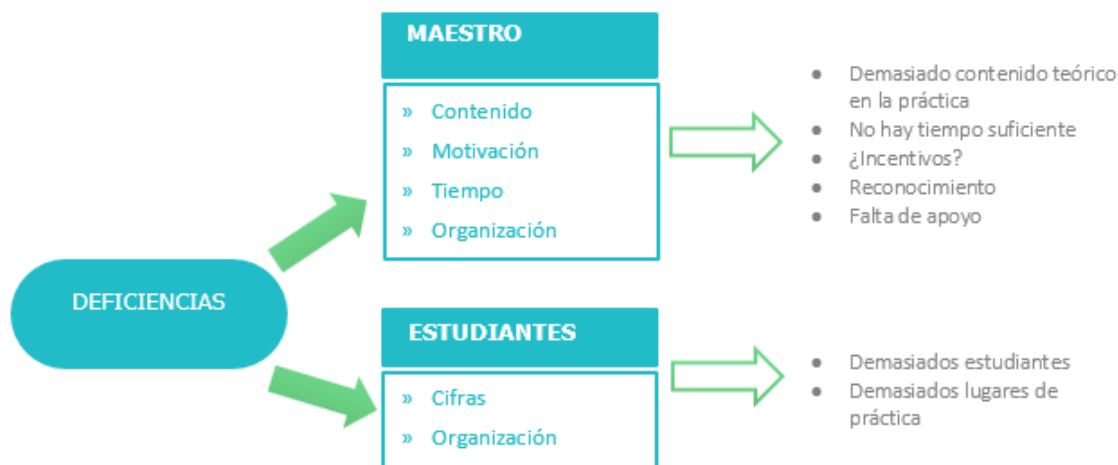 DEFICIENCIAS
MAESTRO
» Contenido
» Motivación
» Tiempo
» Organización
● Demasiado contenido teórico
en la práctica
● No hay tiempo suficiente
● ¿Incentivos?
● Reconocimiento
● Falta de apoyo
ESTUDIANTES
» Cifras
» Organización
● Demasiados estudiantes
● Demasiados lugares de
práctica